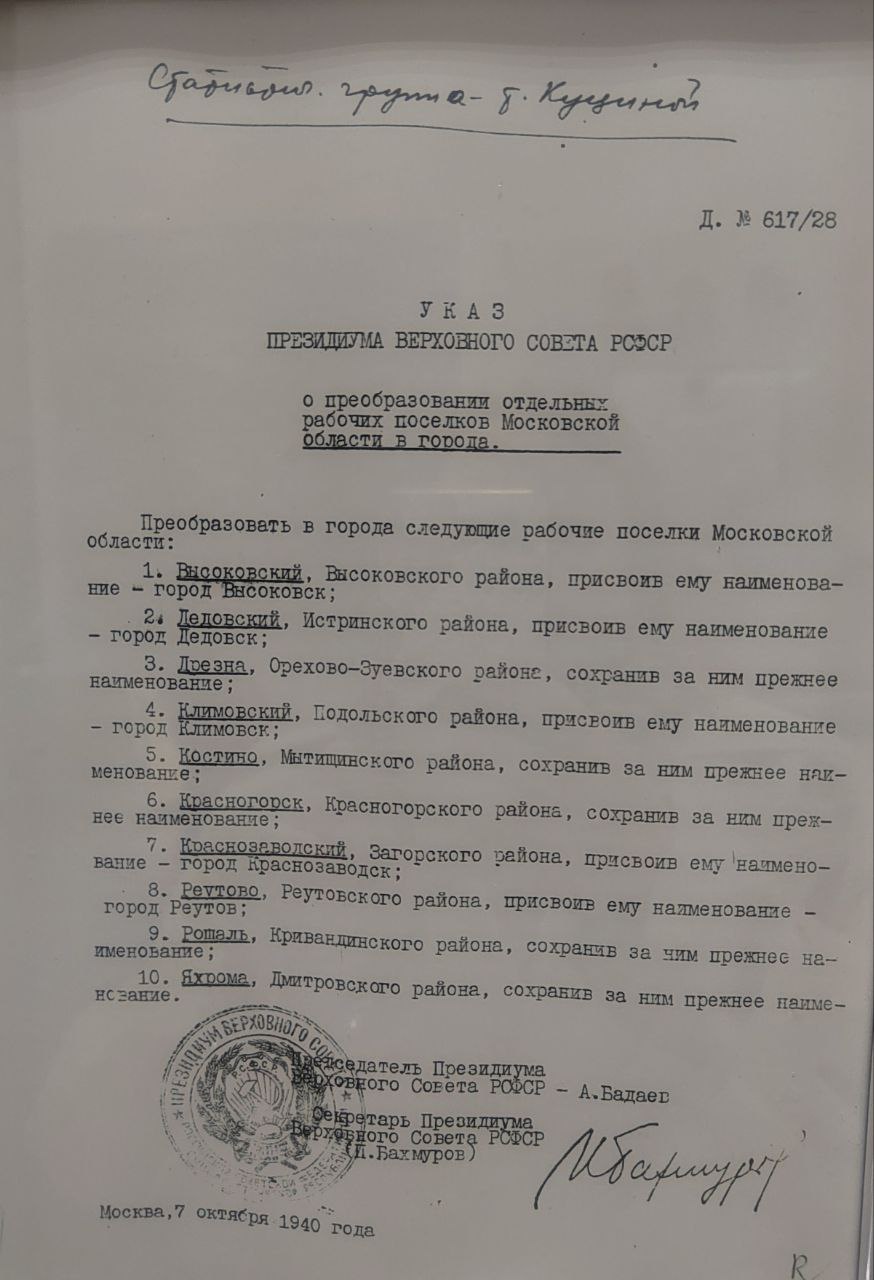 Статистич. группа – т. Кущиной
Д. № 617/28
УКАЗ
ПРЕЗИДИУМА ВЕРХОВНОГО СОВЕТА РСФСР
о преобразовании отдельных
рабочих поселков Московской
области в города.
Преобразовать в города следующие рабочие поселки Московской
области:
1. Высоковский, Высоковского района, присвоив ему наименова-
ние – город Высоковск;
2. Дедовский, Истринского района, присвоив ему наименование
– город Дедовск;
3. Дрезна, Орехово-Зуевского района, сохранив за ним прежнее
наименование;
4. Климовский, Подольского района, присвоив ему наименование
– город Климовск;
5. Костино, Мытищинского района, сохранив за ним прежнее наи-
менование;
6. Красногорск, Красногорского района, сохранив за ним преж-
нее наименование;
7. Краснозаводский, Загорского района, присвоив ему наимено-
вание – город Краснозаводск;
8. Реутово, Реутовского района, присвоив ему наименование –
город Реутов;
9. Рошаль, Кривандинского района, сохранив за ним прежнее на-
именование;
10. Яхрома, Дмитровского района, сохранив за ним прежнее наиме-
нование.
ПРЕЗИДИУМ ВЕРХОВНОГО
Р.С.Ф.С.Р.
Председатель Президиума
Верховного Совета РСФСР – А.Бадаев
Секретарь Президиума
Верховного Совета РСФСР
(И.Бахмуров)
И Бахмуров
Москва, 7 октября 1940 года
R